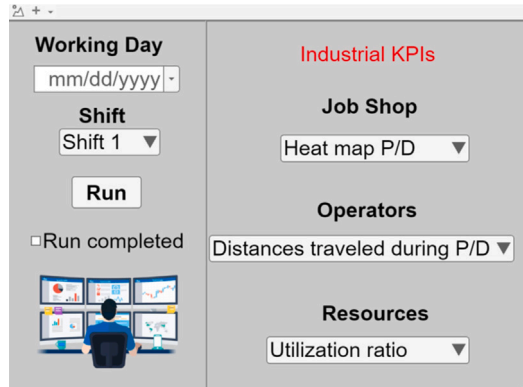 Working Day
mm/dd/yyyy
Shift
Shift 1
Run
Run completed
Industrial KPIs
Job Shop
Heat map P/D
Operators
Distances traveled during P/D
Resources
Utilization ratio